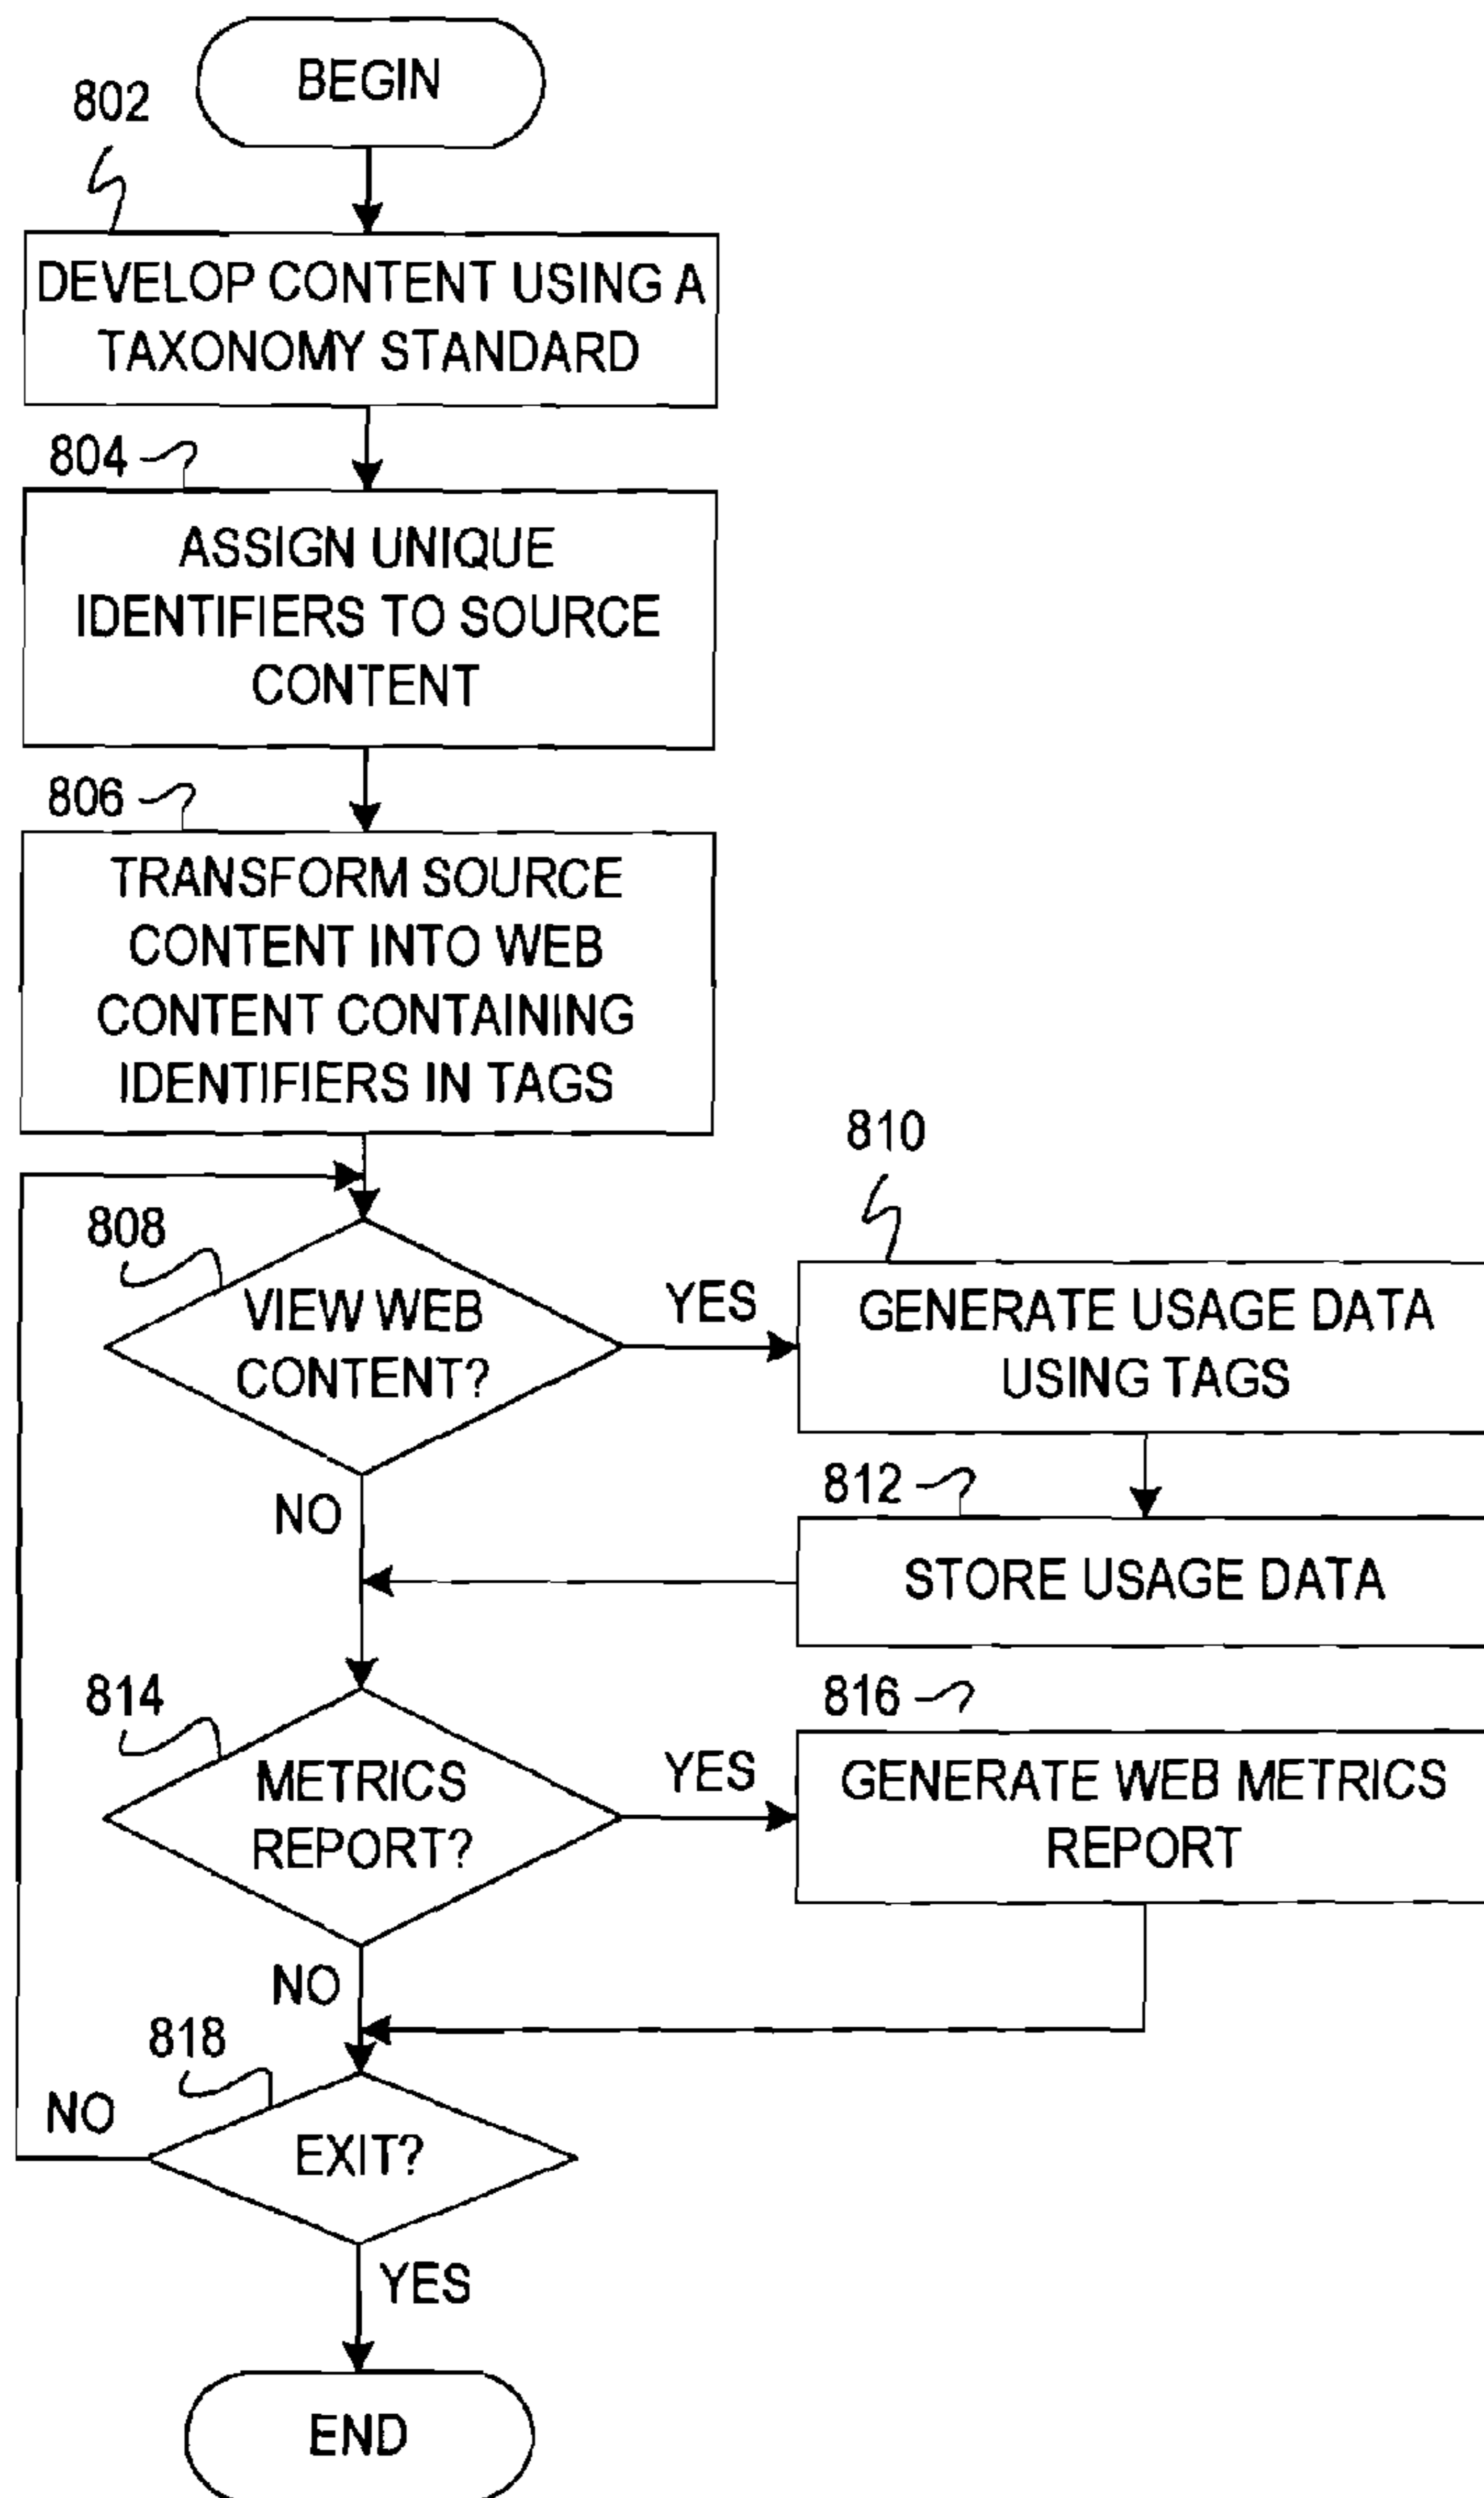 BEGIN
802
DEVELOP CONTENT USING A
TAXONOMY STANDARD
804
ASSIGN UNIQUE
IDENTIFIERS TO SOURCE
CONTENT
806
TRANSFORM SOURCE
CONTENT INTO WEB
CONTENT CONTAINING
IDENTIFIERS IN TAGS
808
VIEW WEB
CONTENT?
YES
NO
810
GENERATE USAGE DATA
USING TAGS
812
STORE USAGE DATA
814
METRICS
REPORT?
YES
NO
816
GENERATE WEB METRICS
REPORT
818
EXIT?
NO
YES
END